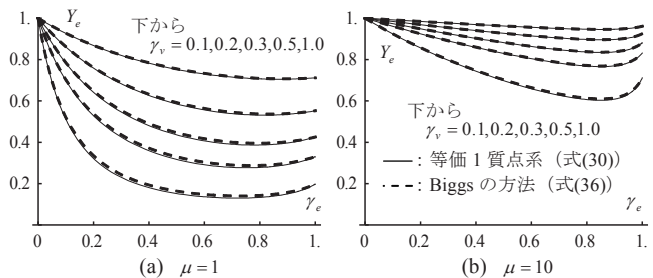 Y_e
下から
γ_v = 0.1,0.2,0.3,0.5,1.0
1.0
0.8
0.6
0.4
0.2
γ_e
0 0.2 0.4 0.6 0.8 1.
(a) μ = 1
Y_e
下から
γ_v = 0.1,0.2,0.3,0.5,1.0
: 等価 1 質点系（式(30)）
: Biggs の方法（式(36)）
1.0
0.8
0.6
0.4
0.2
γ_e
0 0.2 0.4 0.6 0.8 1.
(b) μ = 10